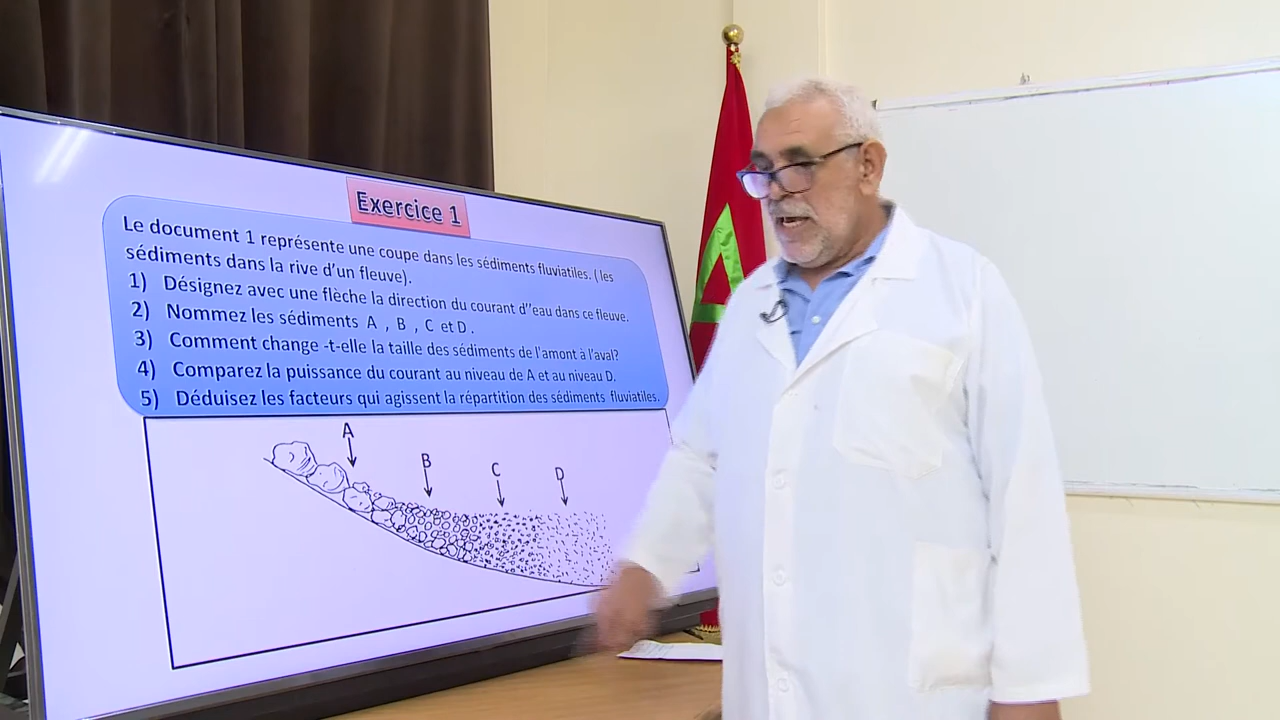 Exercice 1
Le document 1 représente une coupe dans les sédiments fluviatiles. ( les
sédiments dans la rive d'un fleuve).
1) Désignez avec une flèche la direction du courant d''eau dans ce fleuve.
2) Nommez les sédiments A , B , C et D .
3) Comment change -t-elle la taille des sédiments de l'amont à l'aval?
4) Comparez la puissance du courant au niveau de A et au niveau D.
5) Déduisez les facteurs qui agissent la répartition des sédiments fluviatiles.
A
B
C
D